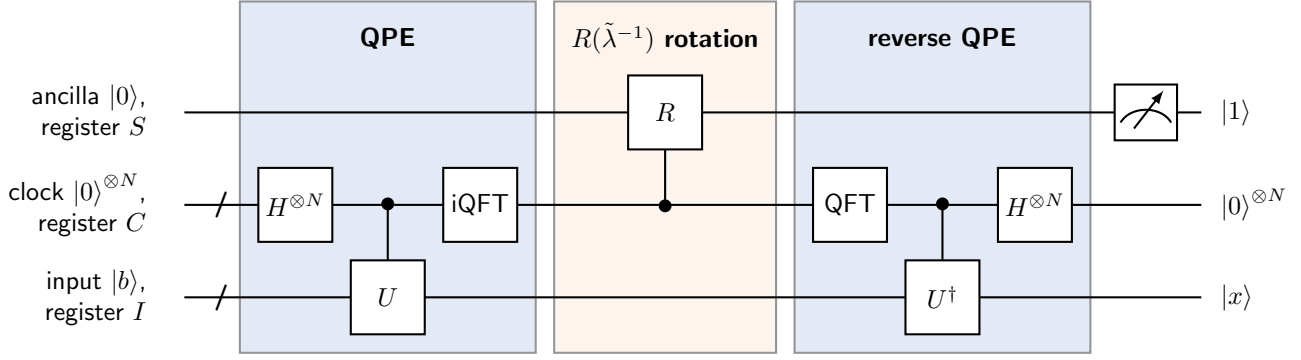 QPE
R(λ̃⁻¹) rotation
reverse QPE
ancilla |0⟩,
register S
R
|1⟩
clock |0⟩^{⊗N},
register C
H^{⊗N}
iQFT
QFT
H^{⊗N}
|0⟩^{⊗N}
input |b⟩,
register I
U
U†
|x⟩